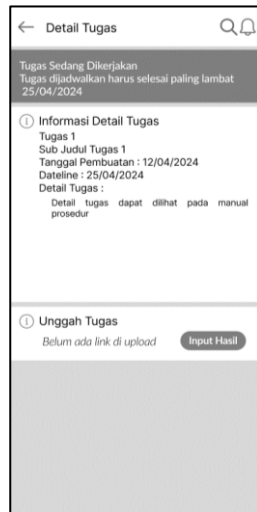 Detail Tugas
Tugas Sedang Dikerjakan
Tugas dijadwalkan harus selesai paling lambat
25/04/2024
Informasi Detail Tugas
Tugas 1
Sub Judul Tugas 1
Tanggal Pembuatan : 12/04/2024
Dateline : 25/04/2024
Detail Tugas :
Detail tugas dapat dilihat pada manual
prosedur
Unggah Tugas
Belum ada link di upload Input Hasil